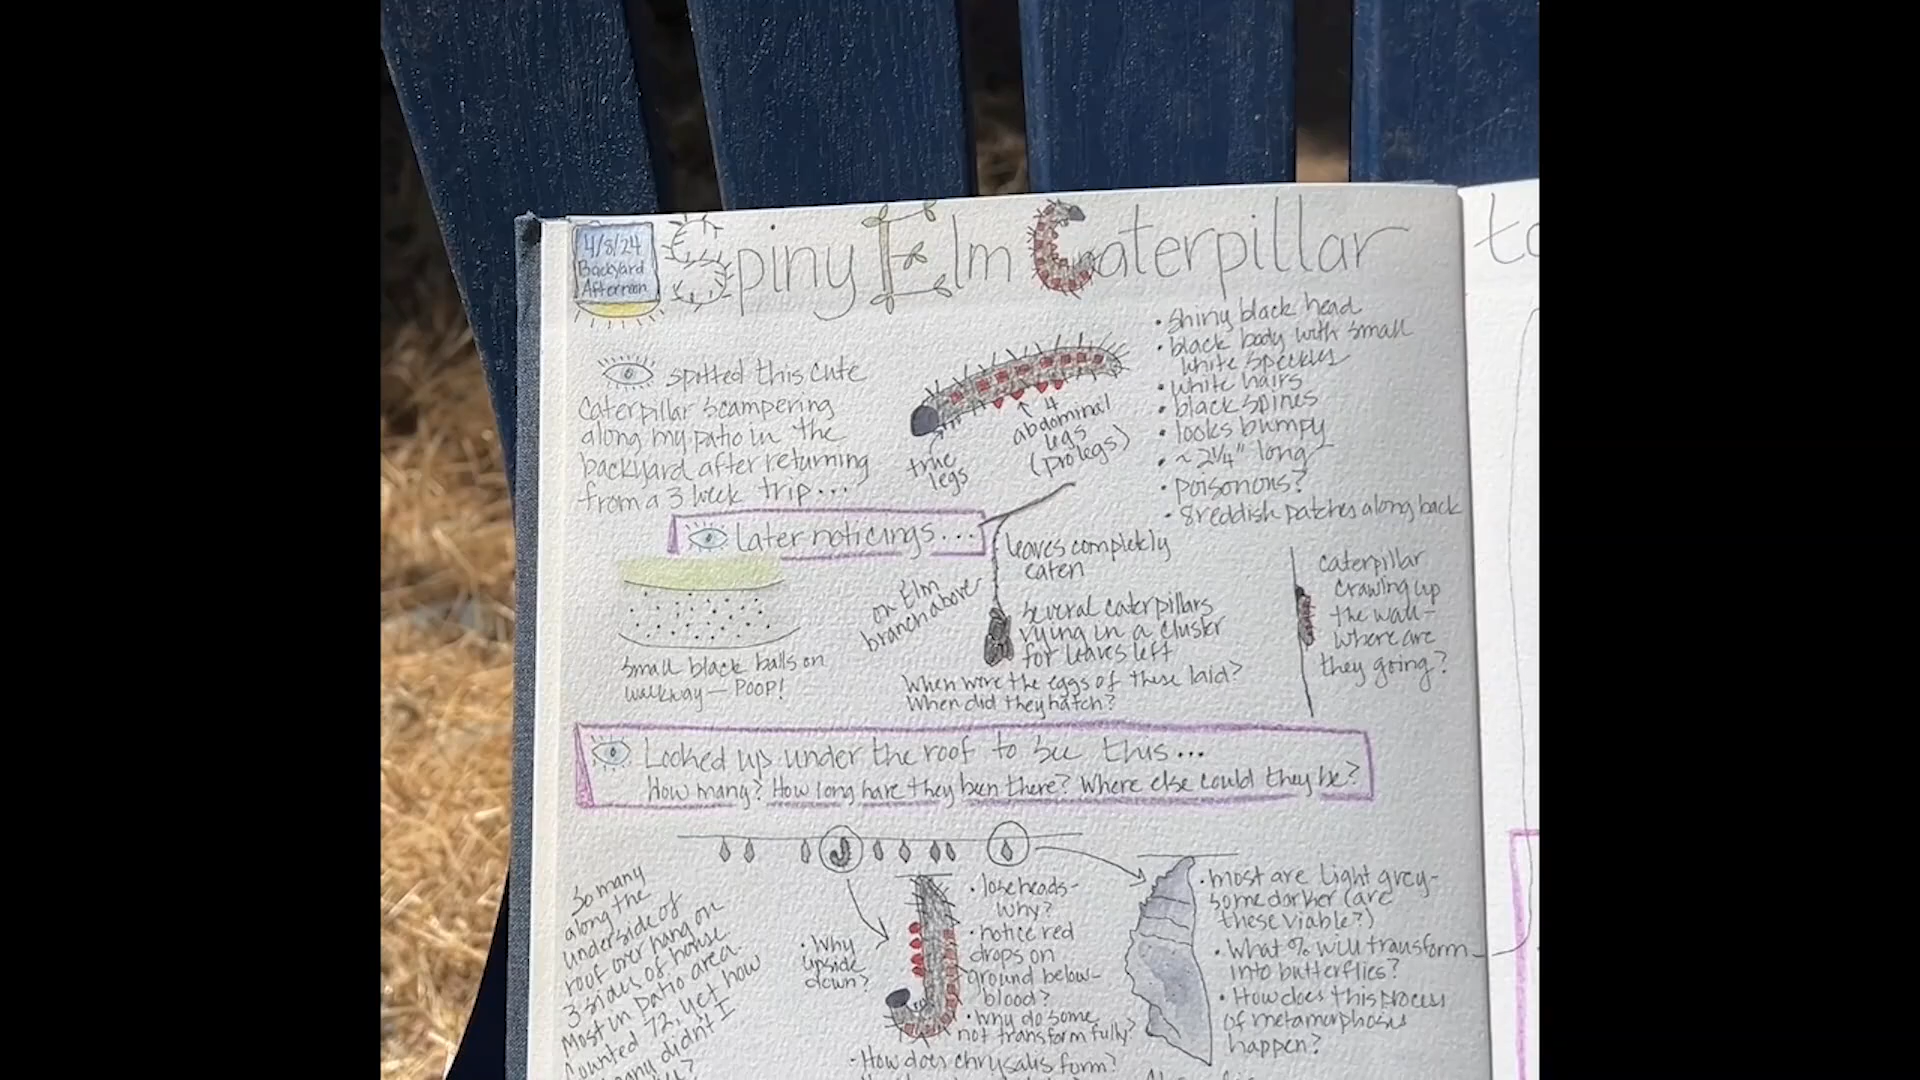 4/8/24
Backyard
Afternoon
Spiny Elm Caterpillar
to
spotted this cute
caterpillar scampering
along my patio in the
backyard after returning
from a 3 week trip...
true
legs
4
abdominal
legs
(prolegs)
• shiny black head
• black body with small
white speckles
• white hairs
• black spines
• looks bumpy
• ~ 2 1/4" long
• poisonous?
• 8 reddish patches along back
Later noticings...
small black balls on
walkway — POOP!
on Elm
branch above
leaves completely
eaten
several caterpillars
vying in a cluster
for leaves left
When were the eggs of these laid?
When did they hatch?
caterpillar
crawling up
the wall —
where are
they going?
Looked up under the roof to see this...
How many? How long have they been there? Where else could they be?
So many
along the
underside of
roof over hang on
3 sides of house
Most in patio area.
Counted 72, yet how
many didn't I
• Why
upside
down?
• lose heads -
why?
• notice red
drops on
ground below -
blood?
• Why do some
not transform fully?
• How does chrysalis form?
• most are light grey -
some darker (are
these viable?)
• What % will transform
into butterflies?
• How does this process
of metamorphosis
happen?